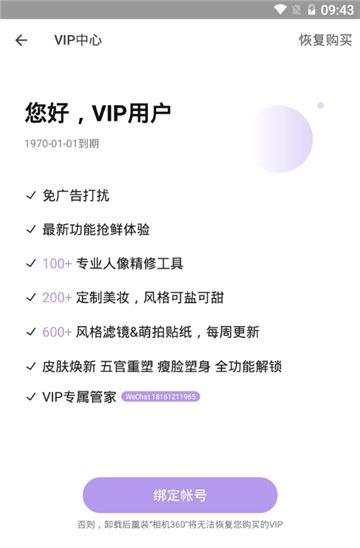 09:43
VIP中心
恢复购买
您好，VIP用户
1970-01-01到期
免广告打扰
最新功能抢鲜体验
100+ 专业人像精修工具
200+ 定制美妆，风格可盐可甜
600+ 风格滤镜&萌拍贴纸，每周更新
皮肤焕新 五官重塑 瘦脸塑身 全功能解锁
VIP专属管家 WeChat 18161211965
绑定帐号
否则，卸载后重装"相机360"将无法恢复您购买的VIP